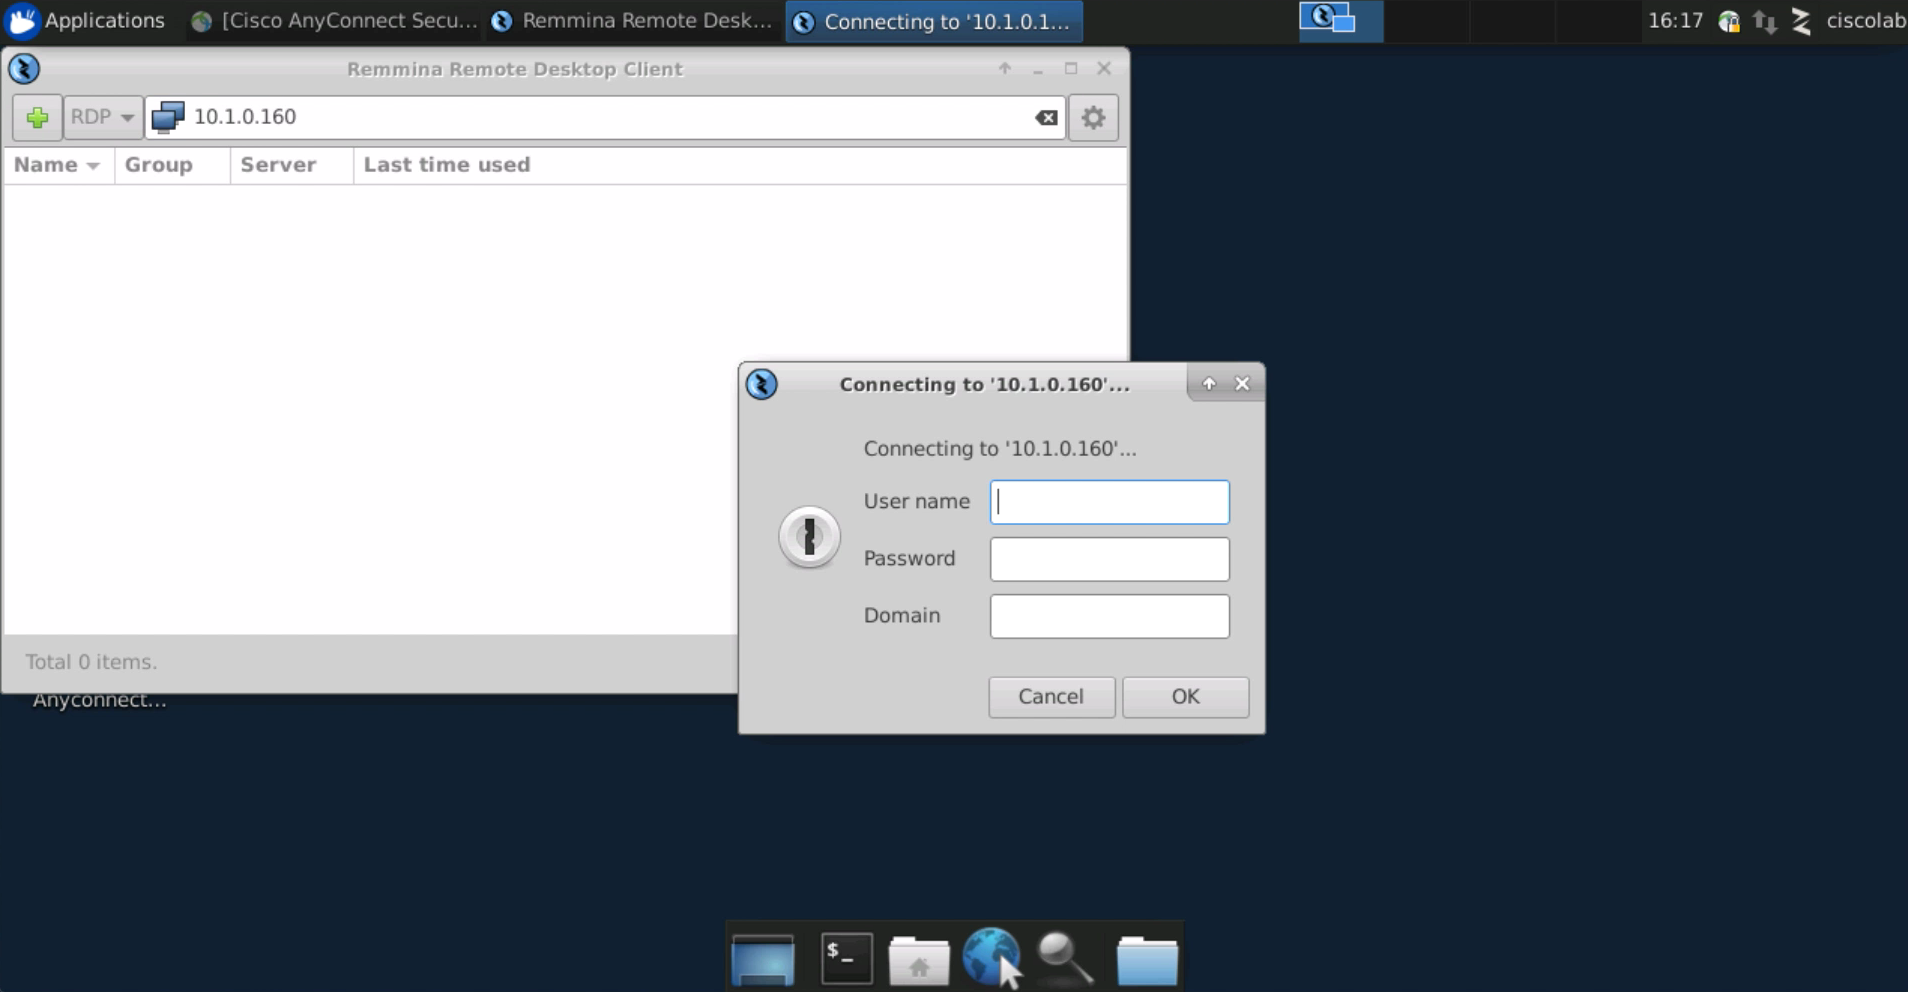 Applications
[Cisco AnyConnect Secu...
Remmina Remote Desk...
Connecting to '10.1.0.1...
16:17
ciscolab
Remmina Remote Desktop Client
RDP
10.1.0.160
Name
Group
Server
Last time used
Connecting to '10.1.0.160'...
Connecting to '10.1.0.160'...
User name
Password
Domain
Cancel
OK
Total 0 items.
Anyconnect...
$_